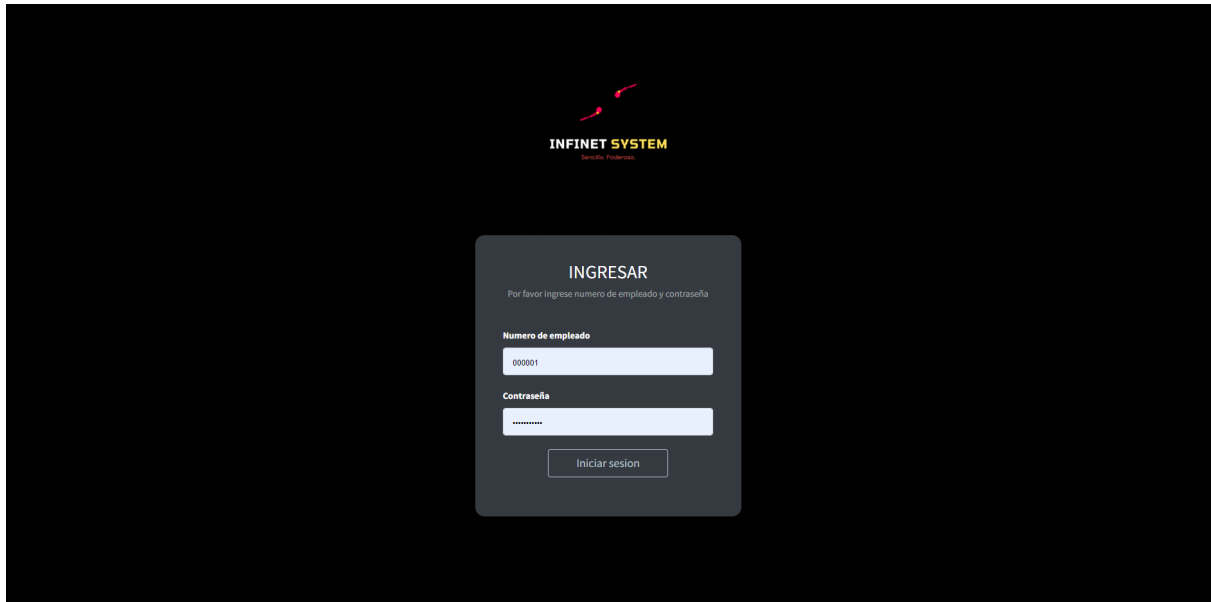 INFINET SYSTEM
Sencillo. Poderoso.
INGRESAR
Por favor ingrese numero de empleado y contraseña
Numero de empleado
000001
Contraseña
•••••••••••
Iniciar sesion